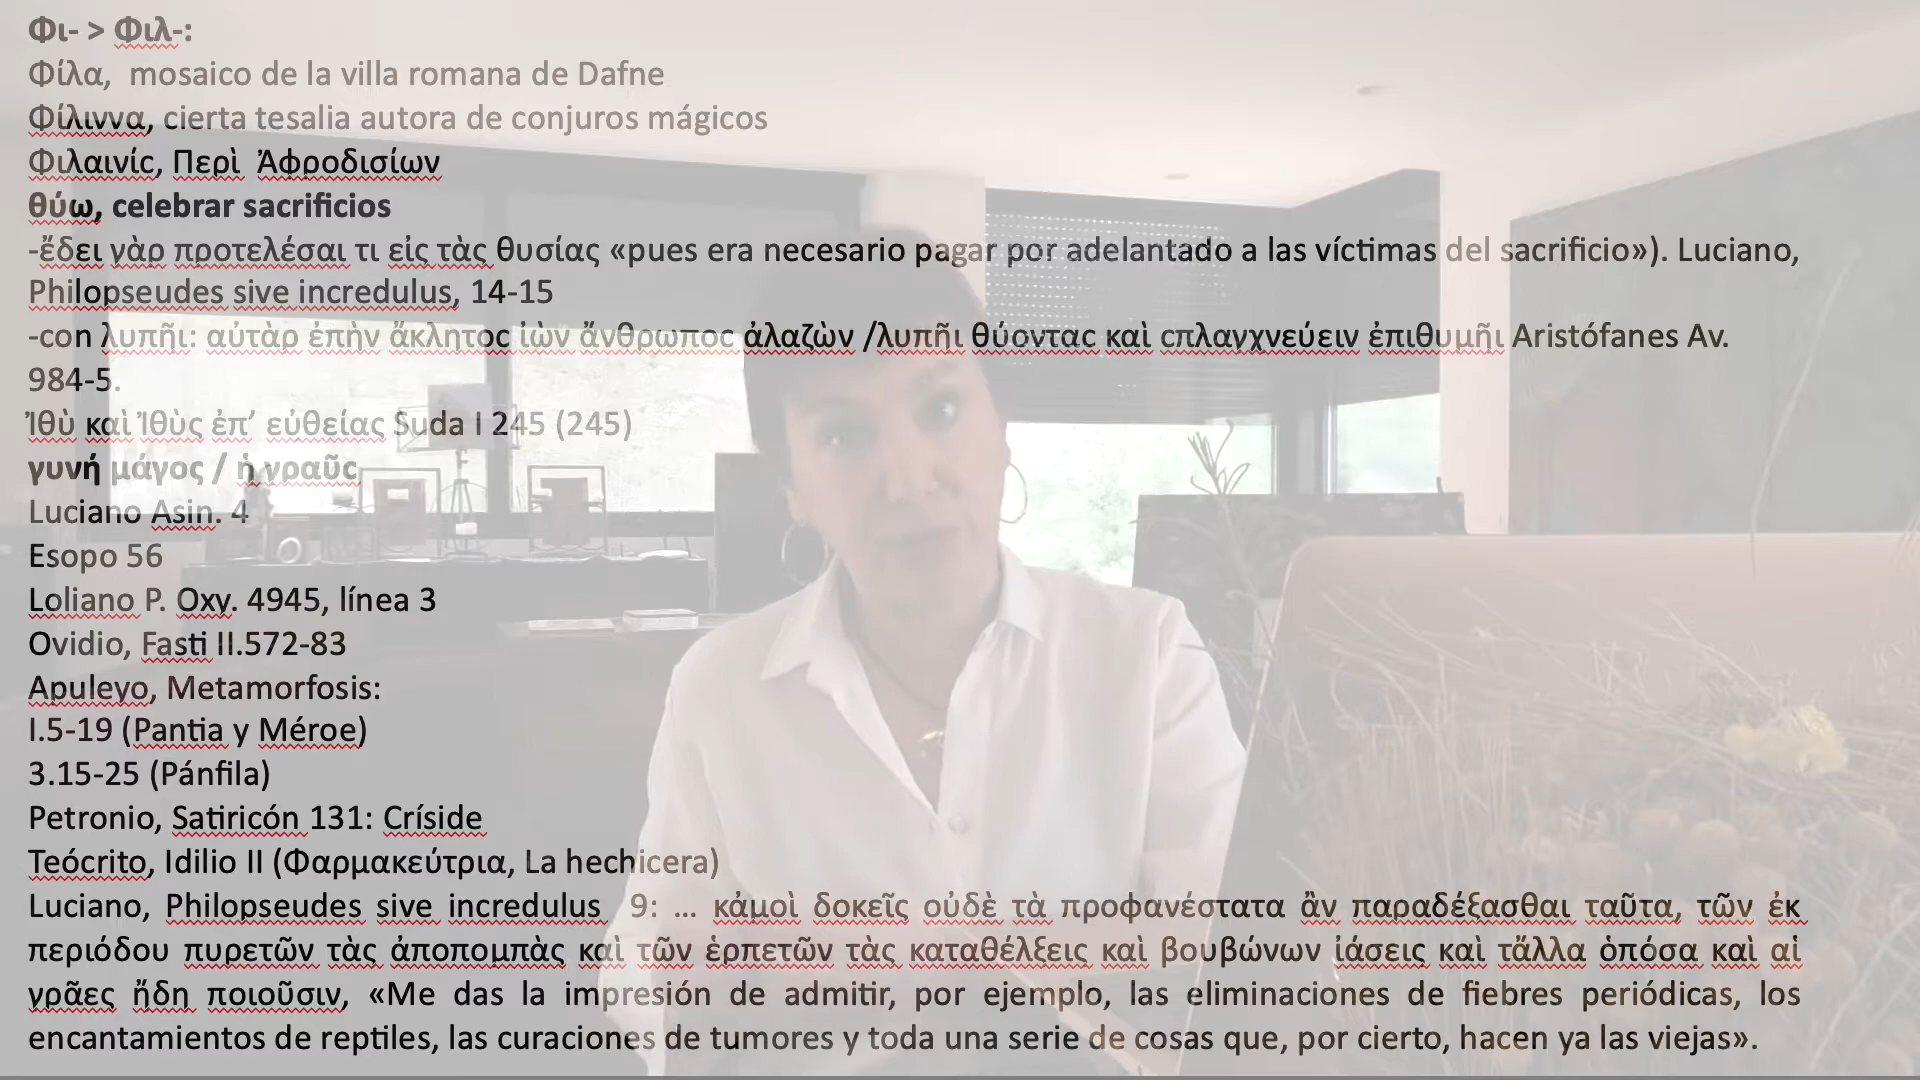 Φι- > Φιλ-:
Φίλα, mosaico de la villa romana de Dafne
Φίλιννα, cierta tesalia autora de conjuros mágicos
Φιλαινίϲ, Περὶ Ἀφροδισίων
θύω, celebrar sacrificios
-ἔδει γὰρ προτελέσαι τι εἰς τὰς θυσίας «pues era necesario pagar por adelantado a las víctimas del sacrificio»). Luciano,
Philopseudes sive incredulus, 14-15
-con λυπῆι: αὐτὰρ ἐπὴν ἄκλητοϲ ἰὼν ἄνθρωποϲ ἀλαζὼν /λυπῆι θύονταϲ καὶ ϲπλαγχνεύειν ἐπιθυμῆι Aristófanes Av.
984-5.
Ἰθὺ καὶ Ἰθὺς ἐπ’ εὐθείας Suda I 245 (245)
γυνή μάγος / ἡ γραῦϲ
Luciano Asin. 4
Esopo 56
Loliano P. Oxy. 4945, línea 3
Ovidio, Fasti II.572-83
Apuleyo, Metamorfosis:
I.5-19 (Pantia y Méroe)
3.15-25 (Pánfila)
Petronio, Satiricón 131: Críside
Teócrito, Idilio II (Φαρμακεύτρια, La hechicera)
Luciano, Philopseudes sive incredulus 9: ... κἀμοὶ δοκεῖς οὐδὲ τὰ προφανέστατα ἂν παραδέξασθαι ταῦτα, τῶν ἐκ
περιόδου πυρετῶν τὰς ἀποπομπὰς καὶ τῶν ἑρπετῶν τὰς καταθέλξεις καὶ βουβώνων ἰάσεις καὶ τἄλλα ὁπόσα καὶ αἱ
γρᾶες ἤδη ποιοῦσιν, «Me das la impresión de admitir, por ejemplo, las eliminaciones de fiebres periódicas, los
encantamientos de reptiles, las curaciones de tumores y toda una serie de cosas que, por cierto, hacen ya las viejas».